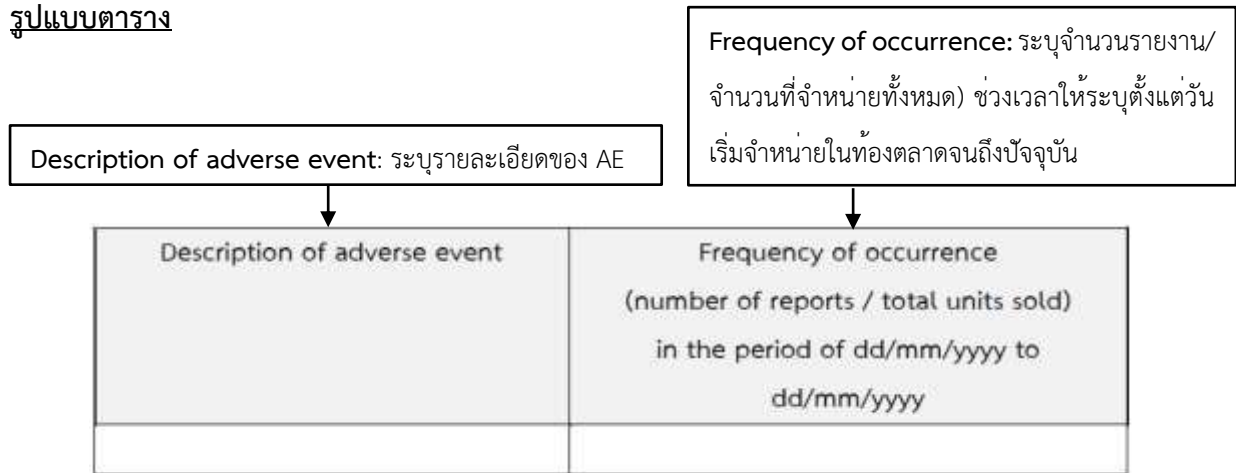 รูปแบบตาราง
Frequency of occurrence: ระบุจำนวนรายงาน/
จำนวนที่จำหน่ายทั้งหมด) ช่วงเวลาให้ระบุตั้งแต่วัน
เริ่มจำหน่ายในท้องตลาดจนถึงปัจจุบัน
Description of adverse event: ระบุรายละเอียดของ AE
Description of adverse event
Frequency of occurrence
(number of reports / total units sold)
in the period of dd/mm/yyyy to
dd/mm/yyyy